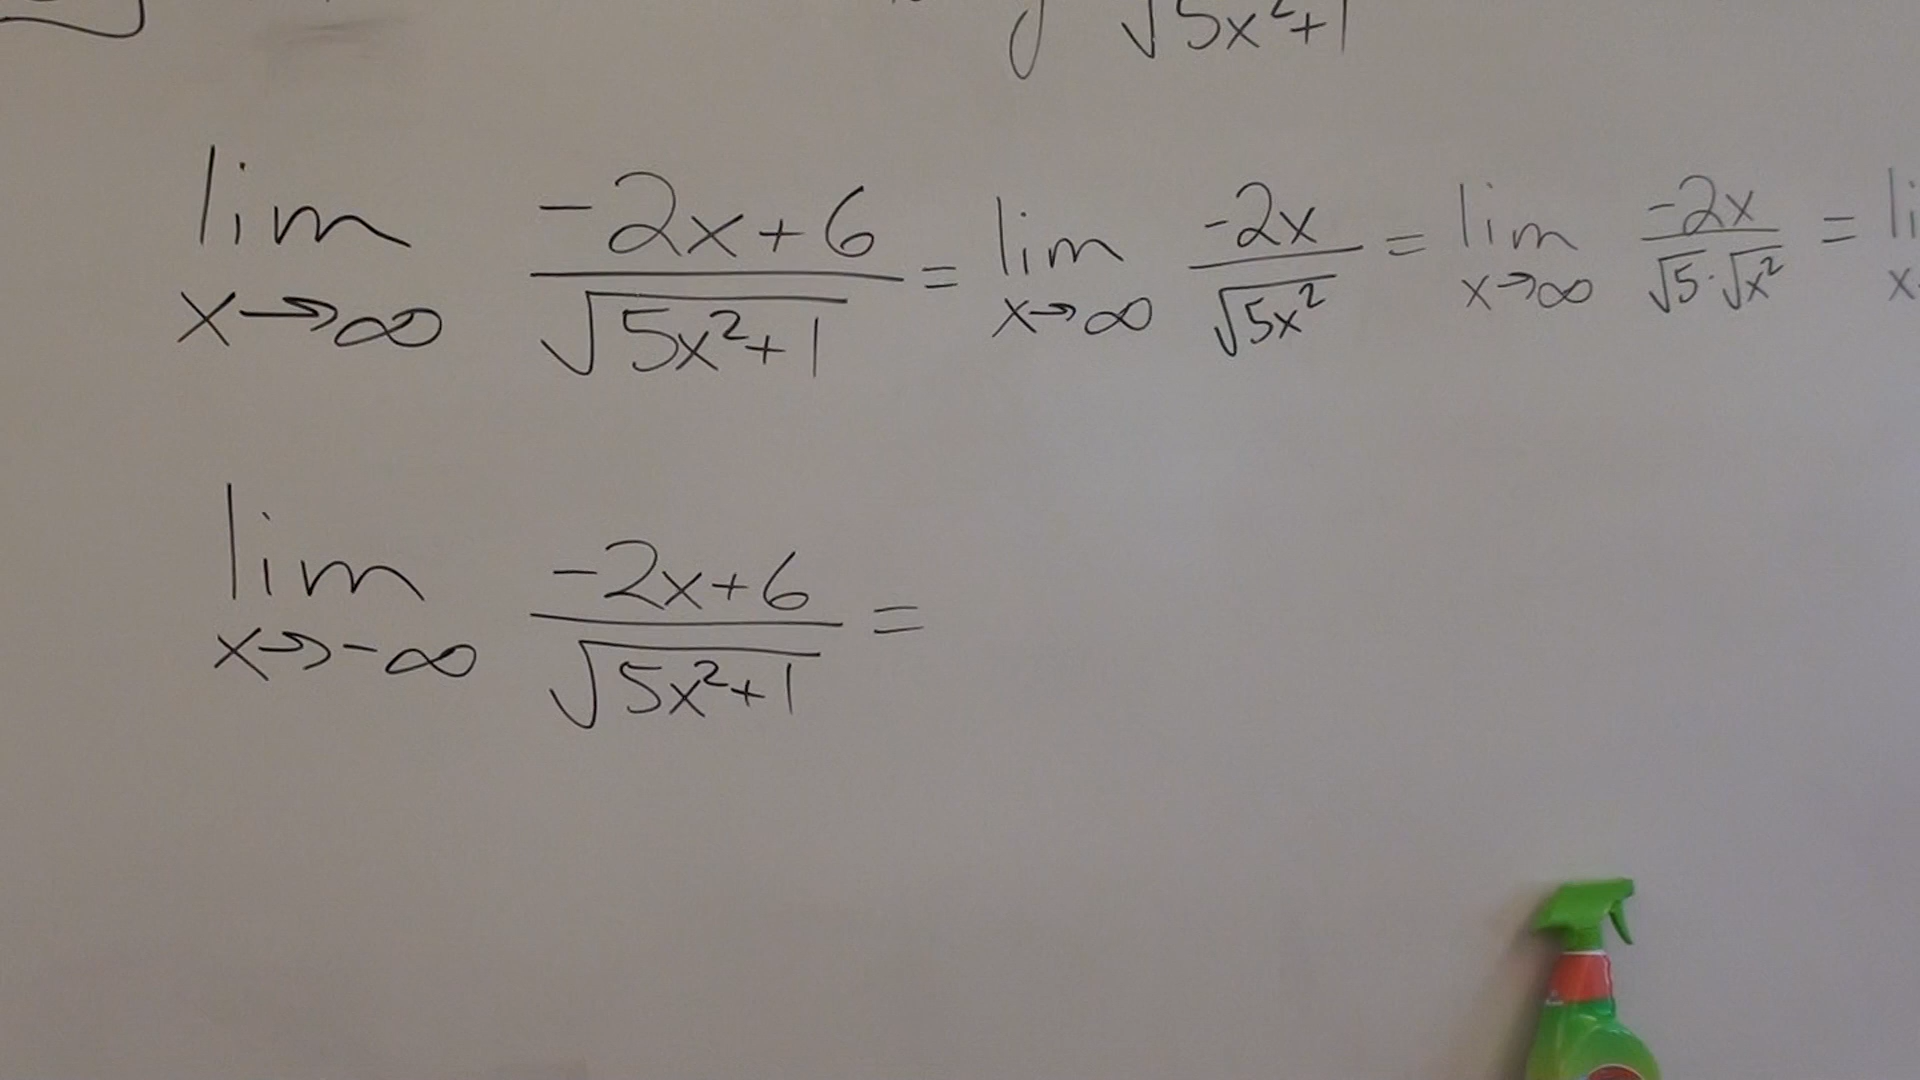 √5x²+1
lim x→∞ (-2x+6)/√(5x²+1) = lim x→∞ -2x/√(5x²) = lim x→∞ -2x/(√5·√x²) = li x
lim x→-∞ (-2x+6)/√(5x²+1) =